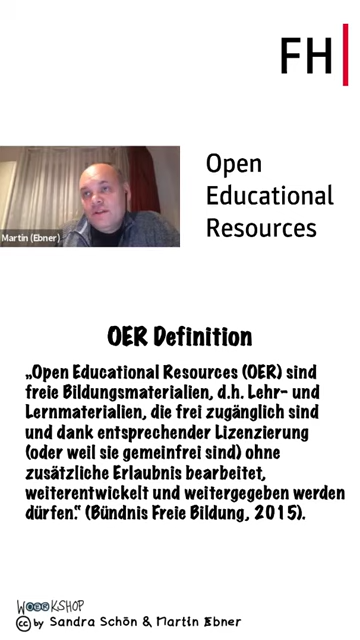 FH
Open
Educational
Resources
Martin (Ebner)
OER Definition
„Open Educational Resources (OER) sind
freie Bildungsmaterialien, d.h. Lehr- und
Lernmaterialien, die frei zugänglich sind
und dank entsprechender Lizenzierung
(oder weil sie gemeinfrei sind) ohne
zusätzliche Erlaubnis bearbeitet,
weiterentwickelt und weitergegeben werden
dürfen.“ (Bündnis Freie Bildung, 2015).
WOERKSHOP
cc by Sandra Schön & Martin Ebner